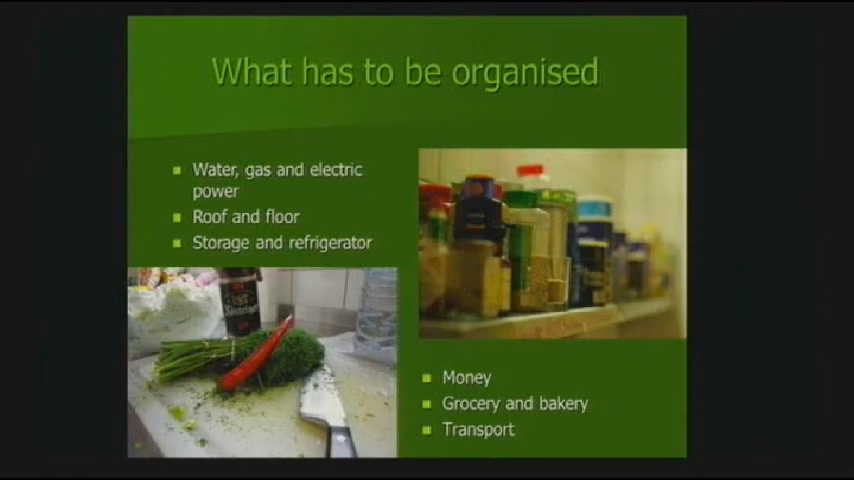 What has to be organised
Water, gas and electric
power
Roof and floor
Storage and refrigerator
Money
Grocery and bakery
Transport